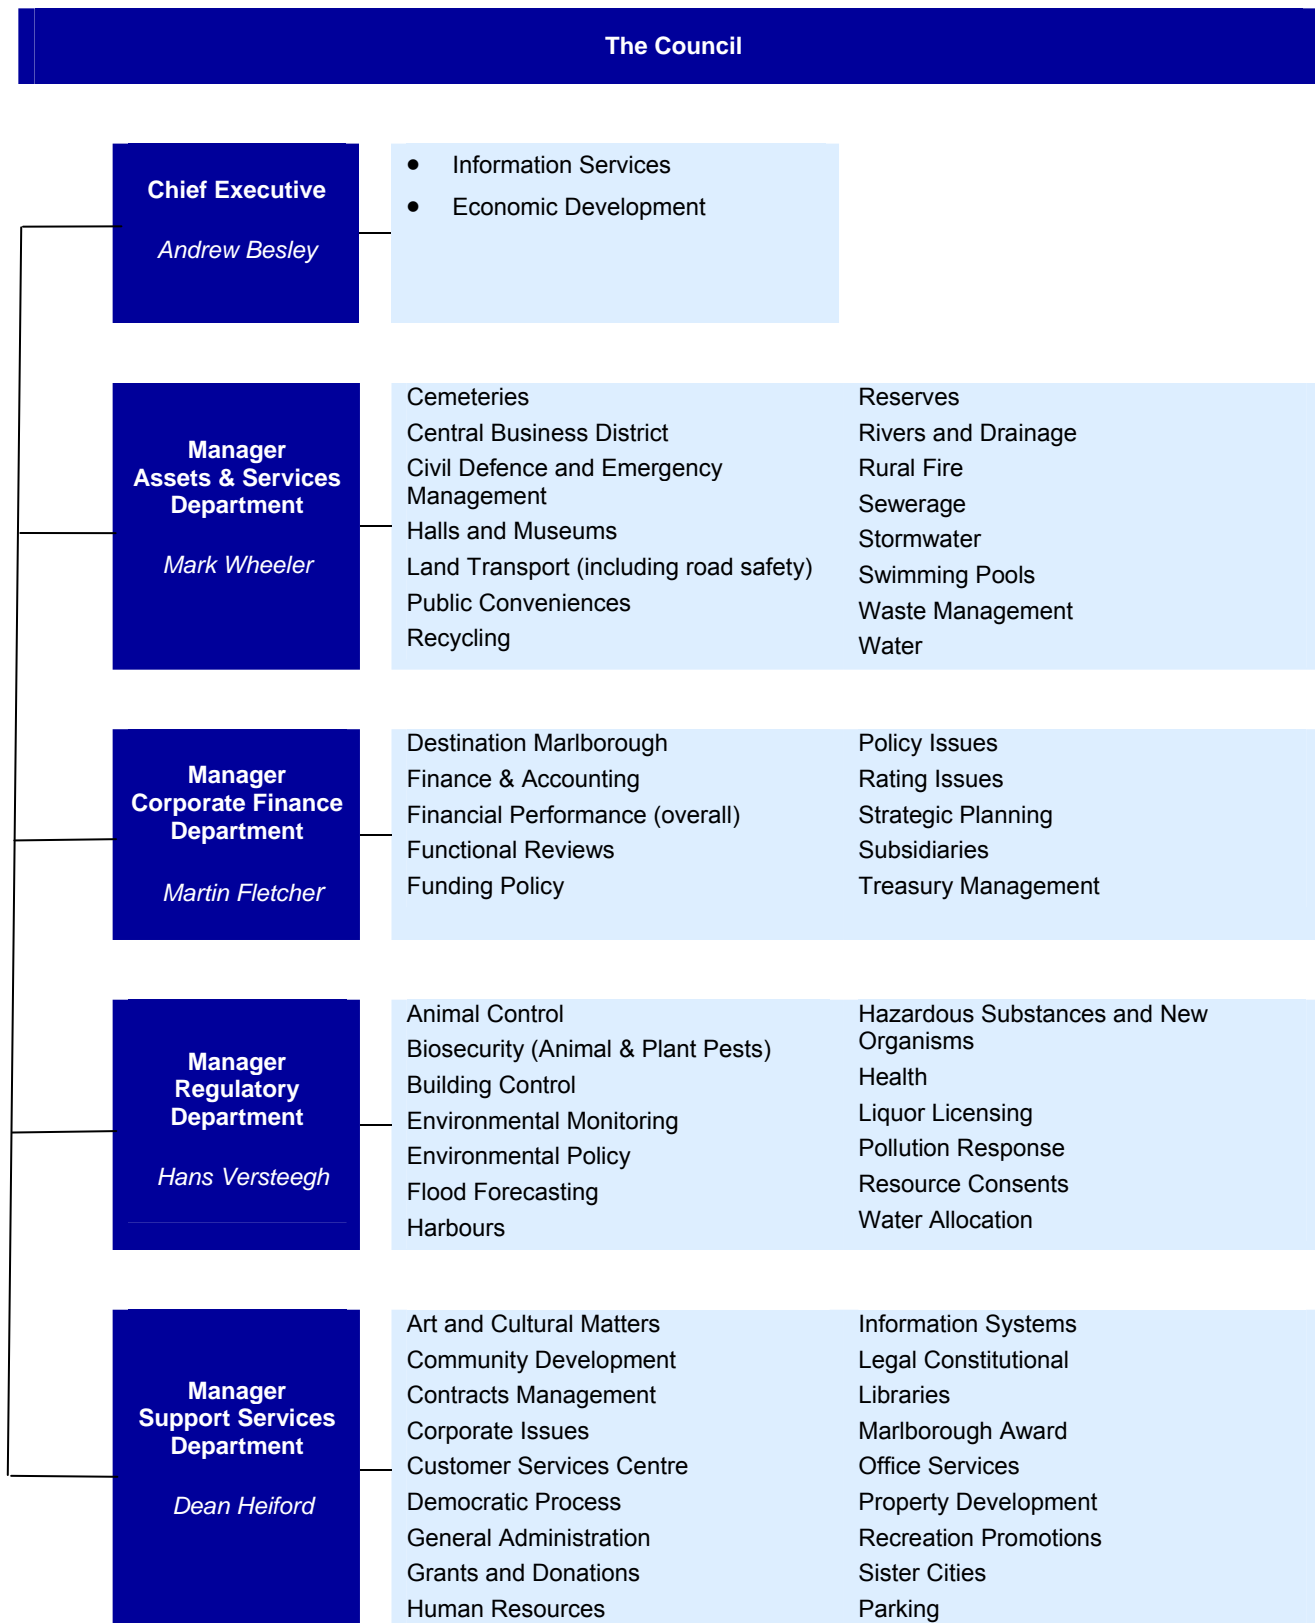 The Council
Chief Executive
Andrew Besley
• Information Services
• Economic Development
Manager
Assets & Services
Department
Mark Wheeler
Cemeteries
Central Business District
Civil Defence and Emergency
Management
Halls and Museums
Land Transport (including road safety)
Public Conveniences
Recycling
Reserves
Rivers and Drainage
Rural Fire
Sewerage
Stormwater
Swimming Pools
Waste Management
Water
Manager
Corporate Finance
Department
Martin Fletcher
Destination Marlborough
Finance & Accounting
Financial Performance (overall)
Functional Reviews
Funding Policy
Policy Issues
Rating Issues
Strategic Planning
Subsidiaries
Treasury Management
Manager
Regulatory
Department
Hans Versteegh
Animal Control
Biosecurity (Animal & Plant Pests)
Building Control
Environmental Monitoring
Environmental Policy
Flood Forecasting
Harbours
Hazardous Substances and New
Organisms
Health
Liquor Licensing
Pollution Response
Resource Consents
Water Allocation
Manager
Support Services
Department
Dean Heiford
Art and Cultural Matters
Community Development
Contracts Management
Corporate Issues
Customer Services Centre
Democratic Process
General Administration
Grants and Donations
Human Resources
Information Systems
Legal Constitutional
Libraries
Marlborough Award
Office Services
Property Development
Recreation Promotions
Sister Cities
Parking